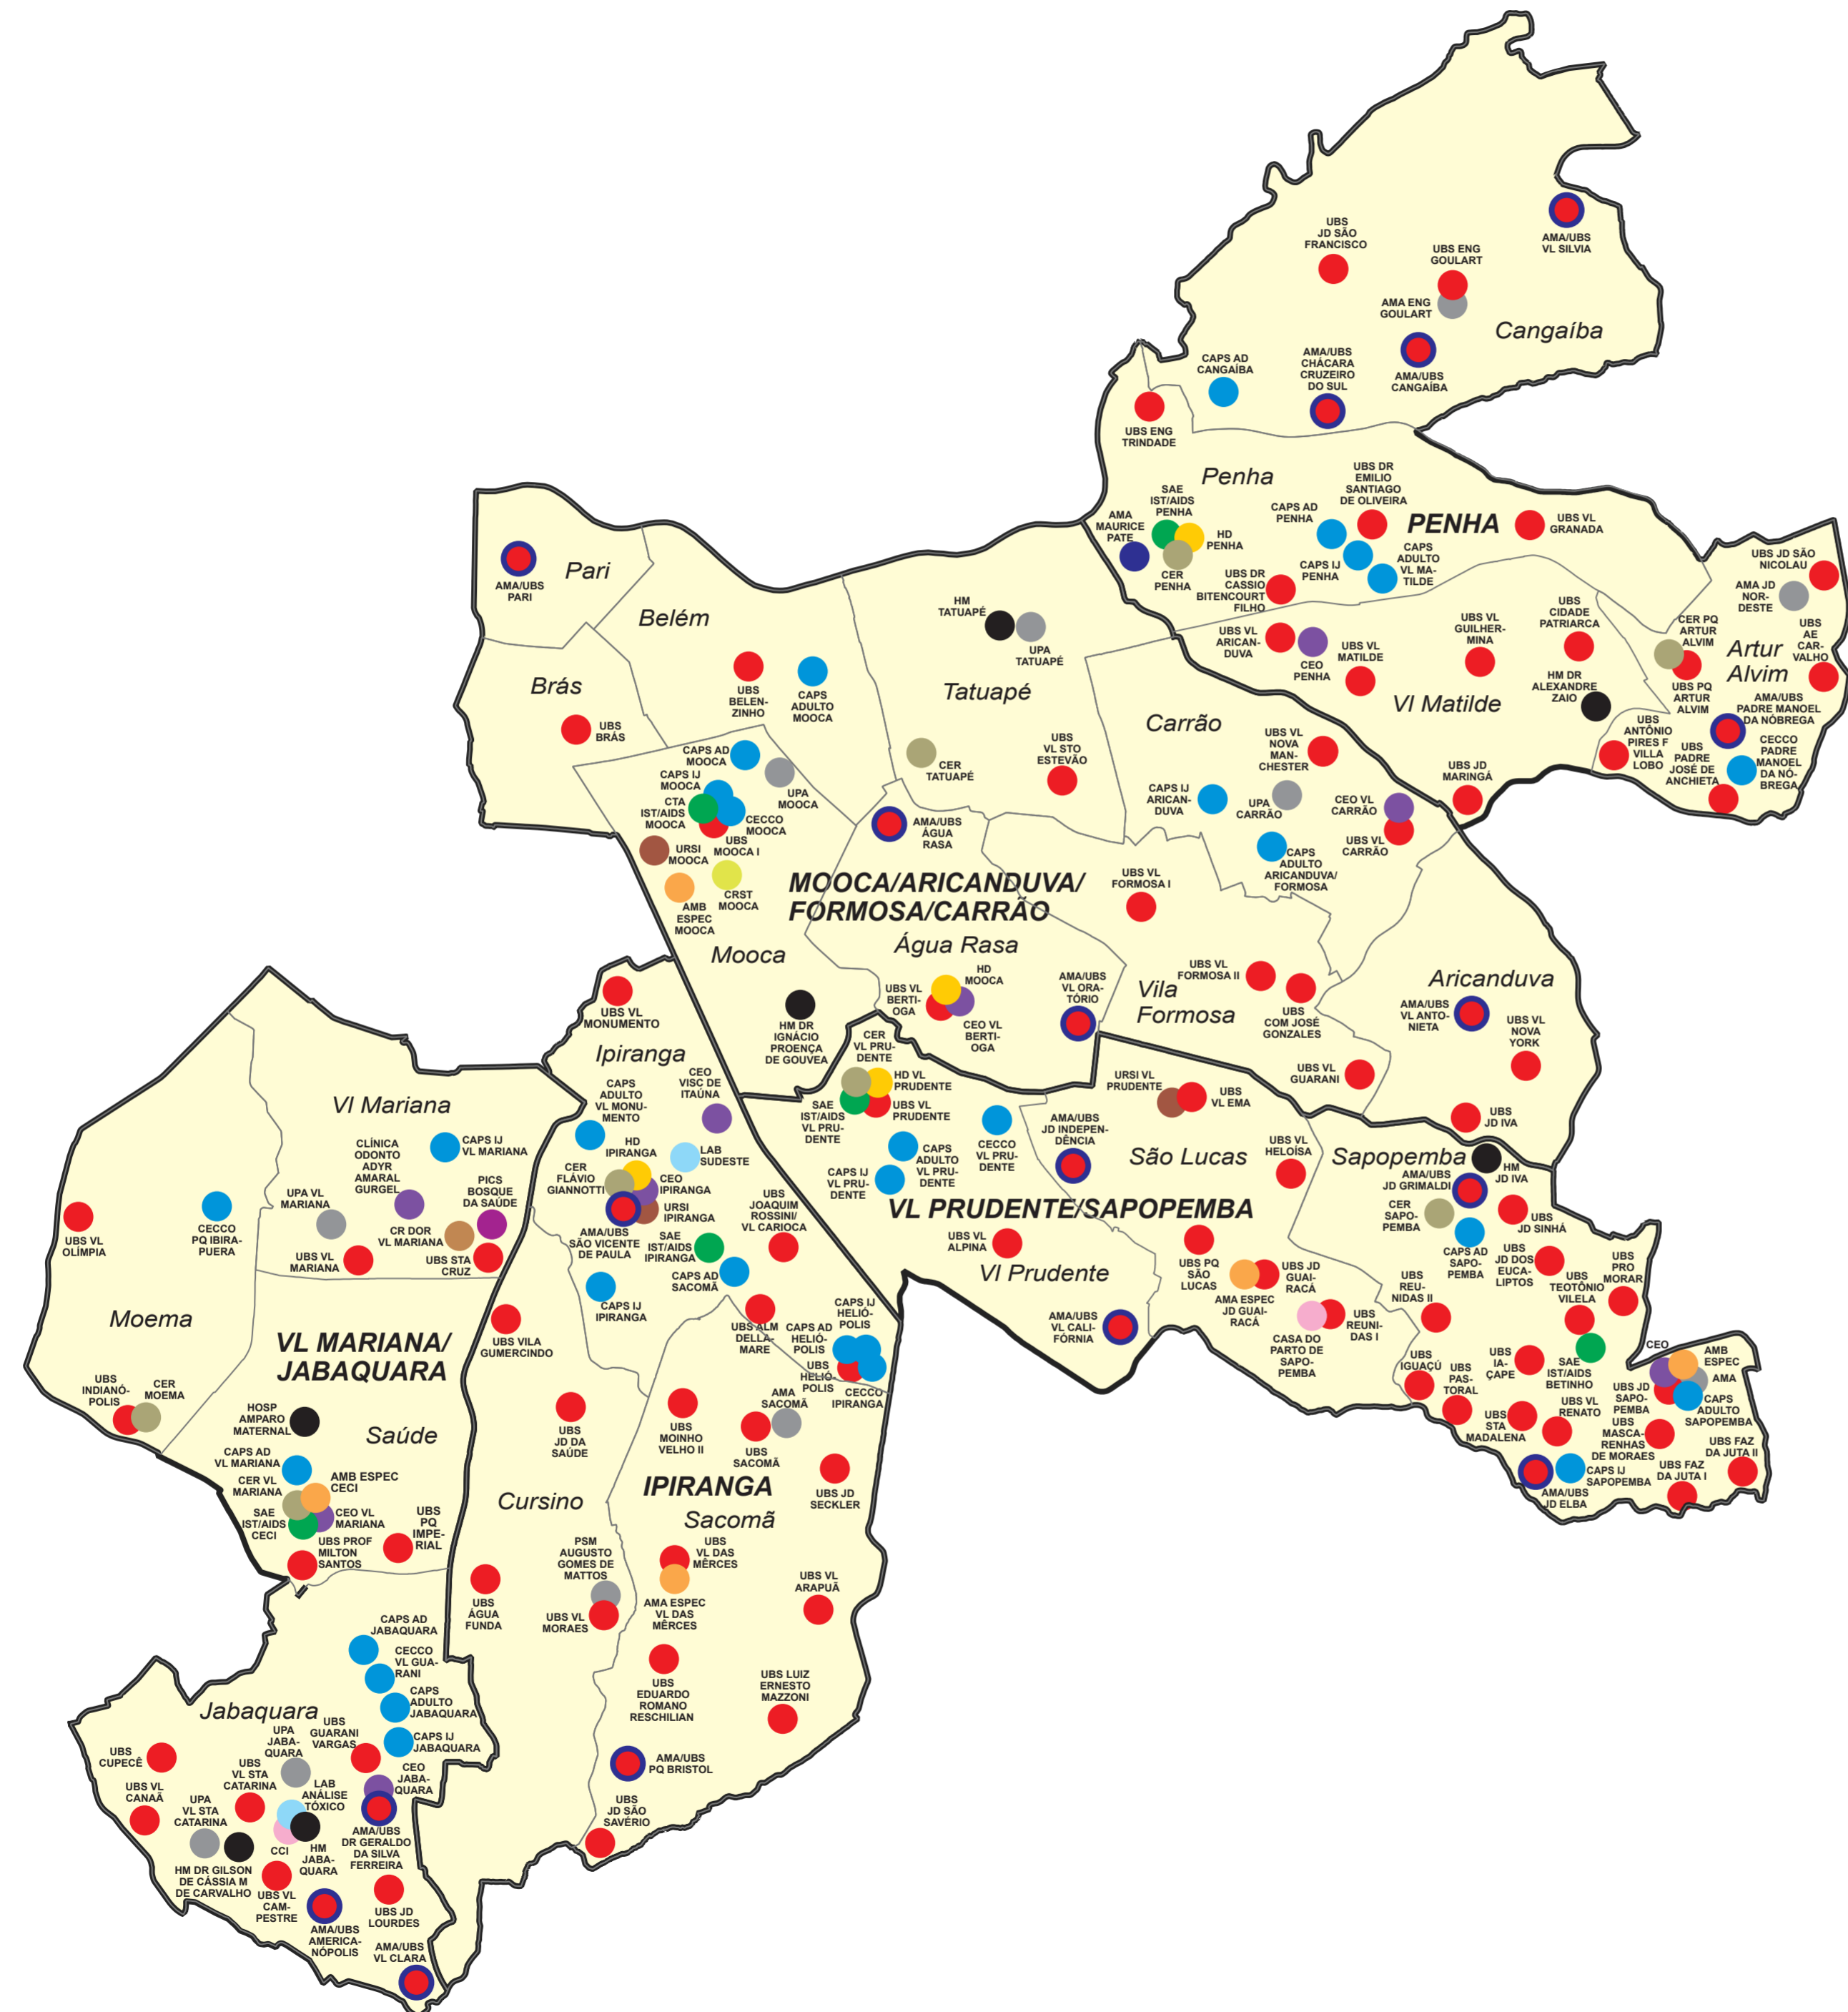 UBS
JD SÃO
FRANCISCO
UBS ENG
GOULART
AMA ENG
GOULART
AMA/UBS
VL SILVIA
Cangaíba
CAPS AD
CANGAÍBA
AMA/UBS
CHÁCARA
CRUZEIRO
DO SUL
AMA/UBS
CANGAÍBA
UBS ENG
TRINDADE
Penha
SAE
IST/AIDS
PENHA
AMA
MAURICE
PATE
HD
PENHA
CER
PENHA
CAPS AD
PENHA
UBS DR
EMILIO
SANTIAGO
DE OLIVEIRA
PENHA
UBS VL
GRANADA
CAPS IJ
PENHA
CAPS
ADULTO
VL MA-
TILDE
UBS DR
CASSIO
BITENCOURT
FILHO
UBS JD SÃO
NICOLAU
AMA JD
NOR-
DESTE
UBS
AE
CAR-
VALHO
UBS VL
ARICAN-
DUVA
CEO
PENHA
UBS VL
MATILDE
UBS VL
GUILHER-
MINA
UBS
CIDADE
PATRIARCA
CER PQ
ARTUR
ALVIM
Artur
Alvim
UBS PQ
ARTUR
ALVIM
HM DR
ALEXANDRE
ZAIO
Vl Matilde
AMA/UBS
PADRE MANOEL
DA NÓBREGA
UBS
ANTÔNIO
PIRES F
VILLA
LOBO
UBS
PADRE
JOSÉ DE
ANCHIETA
CECCO
PADRE
MANOEL
DA NÓ-
BREGA
UBS JD
MARINGÁ
AMA/UBS
PARI
Pari
Belém
Brás
UBS
BRÁS
UBS
BELEN-
ZINHO
CAPS
ADULTO
MOOCA
HM
TATUAPÉ
UPA
TATUAPÉ
Tatuapé
CER
TATUAPÉ
UBS
VL STO
ESTEVÃO
Carrão
UBS VL
NOVA
MAN-
CHESTER
CAPS IJ
ARICAN-
DUVA
UPA
CARRÃO
CEO VL
CARRÃO
UBS VL
CARRÃO
CAPS
ADULTO
ARICANDUVA/
FORMOSA
CAPS AD
MOOCA
CAPS IJ
MOOCA
UPA
MOOCA
CTA
IST/AIDS
MOOCA
CECCO
MOOCA
UBS
MOOCA I
URSI
MOOCA
CRST
MOOCA
AMB
ESPEC
MOOCA
Mooca
AMA/UBS
ÁGUA
RASA
MOOCA/ARICANDUVA/
FORMOSA/CARRÃO
Água Rasa
UBS VL
FORMOSA I
UBS VL
FORMOSA II
Vila
Formosa
UBS
COM JOSÉ
GONZALES
Aricanduva
AMA/UBS
VL ANTO-
NIETA
UBS VL
NOVA
YORK
UBS VL
GUARANI
UBS
JD IVA
HD
MOOCA
UBS VL
BERTI-
OGA
CEO VL
BERTI-
OGA
AMA/UBS
VL ORA-
TÓRIO
HM DR
IGNÁCIO
PROENÇA
DE GOUVEA
CER
VL PRU-
DENTE
HD VL
PRUDENTE
UBS VL
PRUDENTE
SAE
IST/AIDS
VL PRU-
DENTE
CAPS
ADULTO
VL PRU-
DENTE
CAPS IJ
VL PRU-
DENTE
CECCO
VL PRU-
DENTE
URSI VL
PRUDENTE
UBS
VL EMA
AMA/UBS
JD INDEPEN-
DÊNCIA
São Lucas
UBS VL
HELOÍSA
VL PRUDENTE/SAPOPEMBA
UBS VL
ALPINA
Vl Prudente
AMA/UBS
VL CALI-
FÓRNIA
UBS PQ
SÃO
LUCAS
UBS JD
GUAI-
RACÁ
AMA ESPEC
JD GUAI-
RACÁ
CASA DO
PARTO DE
SAPO-
PEMBA
UBS
REUNI-
DAS I
Sapopemba
HM
JD IVA
AMA/UBS
JD GRIMALDI
CER
SAPO-
PEMBA
UBS
JD SINHÁ
CAPS AD
SAPO-
PEMBA
UBS
JD DOS
EUCA-
LIPTOS
UBS
PRO
MORAR
UBS
TEOTÔNIO
VILELA
UBS
REU-
NIDAS II
UBS
IGUAÇÚ
UBS
PAS-
TORAL
UBS
IA-
ÇAPE
SAE
IST/AIDS
BETINHO
CEO
AMB
ESPEC
AMA
UBS JD
SAPO-
PEMBA
CAPS
ADULTO
SAPOPEMBA
UBS
STA
MADALENA
UBS VL
RENATO
UBS
MASCA-
RENHAS
DE MORAES
UBS FAZ
DA JUTA II
UBS FAZ
DA JUTA I
CAPS IJ
SAPOPEMBA
AMA/UBS
JD ELBA
UBS VL
MONUMENTO
Ipiranga
CAPS
ADULTO
VL MONU-
MENTO
CEO
VISC DE
ITAÚNA
HD
IPIRANGA
LAB
SUDESTE
CER
FLÁVIO
GIANNOTTI
CEO
IPIRANGA
URSI
IPIRANGA
AMA/UBS
SÃO VICENTE
DE PAULA
SAE
IST/AIDS
IPIRANGA
UBS
JOAQUIM
ROSSINI/
VL CARIOCA
CAPS AD
SACOMÃ
CAPS IJ
IPIRANGA
UBS ALM
DELLA-
MARE
CAPS IJ
HELIÓ-
POLIS
CAPS AD
HELIÓ-
POLIS
UBS
HELIÓ-
POLIS
CECCO
IPIRANGA
UBS VILA
GUMERCINDO
UBS
JD DA
SAÚDE
UBS
MOINHO
VELHO II
AMA
SACOMÃ
UBS
SACOMÃ
UBS JD
SECKLER
IPIRANGA
Sacomã
Cursino
UBS
ÁGUA
FUNDA
PSM
AUGUSTO
GOMES DE
MATTOS
UBS VL
MORAES
UBS
VL DAS
MÊRCES
AMA ESPEC
VL DAS
MÊRCES
UBS VL
ARAPUÃ
UBS
EDUARDO
ROMANO
RESCHILIAN
UBS LUIZ
ERNESTO
MAZZONI
AMA/UBS
PQ BRISTOL
UBS
JD SÃO
SAVÉRIO
Vl Mariana
CAPS IJ
VL MARIANA
CLÍNICA
ODONTO
ADYR
AMARAL
GURGEL
UPA VL
MARIANA
PICS
BOSQUE
DA SAÚDE
CR DOR
VL MARIANA
UBS VL
MARIANA
UBS STA
CRUZ
UBS VL
OLÍMPIA
CECCO
PQ IBIRA-
PUERA
Moema
UBS
INDIANÓ-
POLIS
CER
MOEMA
VL MARIANA/
JABAQUARA
HOSP
AMPARO
MATERNAL
Saúde
CAPS AD
VL MARIANA
CER VL
MARIANA
AMB ESPEC
CECI
SAE
IST/AIDS
CECI
CEO VL
MARIANA
UBS PROF
MILTON
SANTOS
UBS
PQ
IMPE-
RIAL
CAPS AD
JABAQUARA
CECCO
VL GUA-
RANI
CAPS
ADULTO
JABAQUARA
Jabaquara
UBS
GUARANI
VARGAS
CAPS IJ
JABAQUARA
UBS
CUPECÊ
UPA
JABA-
QUARA
UBS
VL STA
CATARINA
CEO
JABA-
QUARA
UBS VL
CANAÃ
UPA
VL STA
CATARINA
LAB
ANÁLISE
TÓXICO
CCI
HM
JABA-
QUARA
AMA/UBS
DR GERALDO
DA SILVA
FERREIRA
HM DR GILSON
DE CÁSSIA M
DE CARVALHO
UBS VL
CAM-
PESTRE
AMA/UBS
AMERICA-
NÓPOLIS
UBS JD
LOURDES
AMA/UBS
VL CLARA